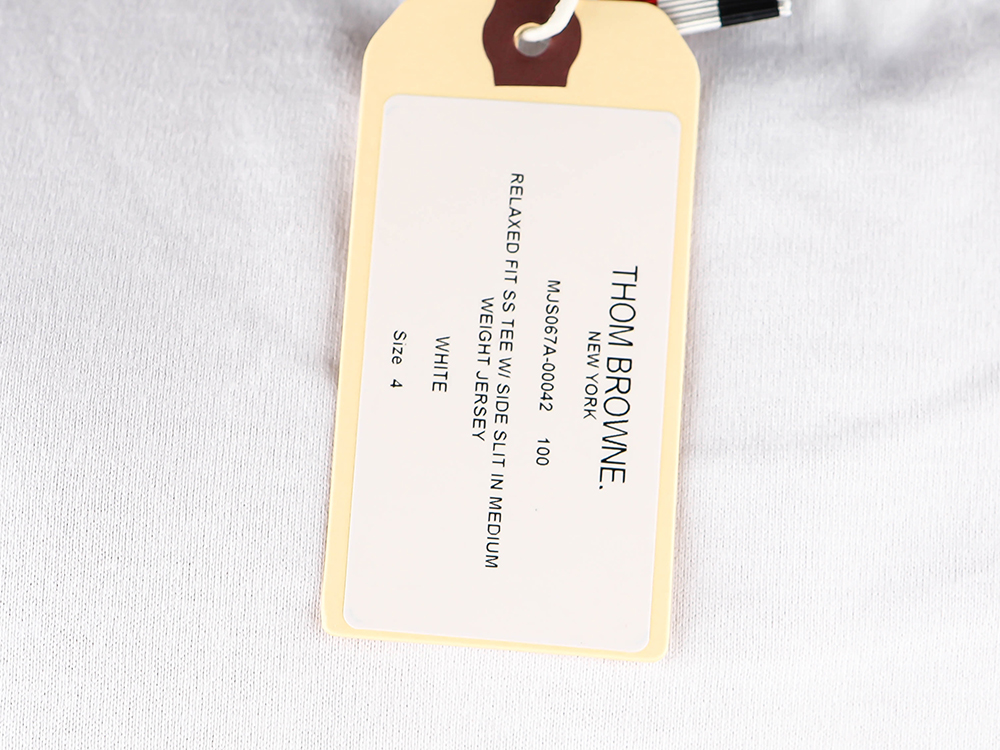 THOM BROWNE.
NEW YORK
MJS067A-00042 100
RELAXED FIT SS TEE W/ SIDE SLIT IN MEDIUM
WEIGHT JERSEY
WHITE
Size 4